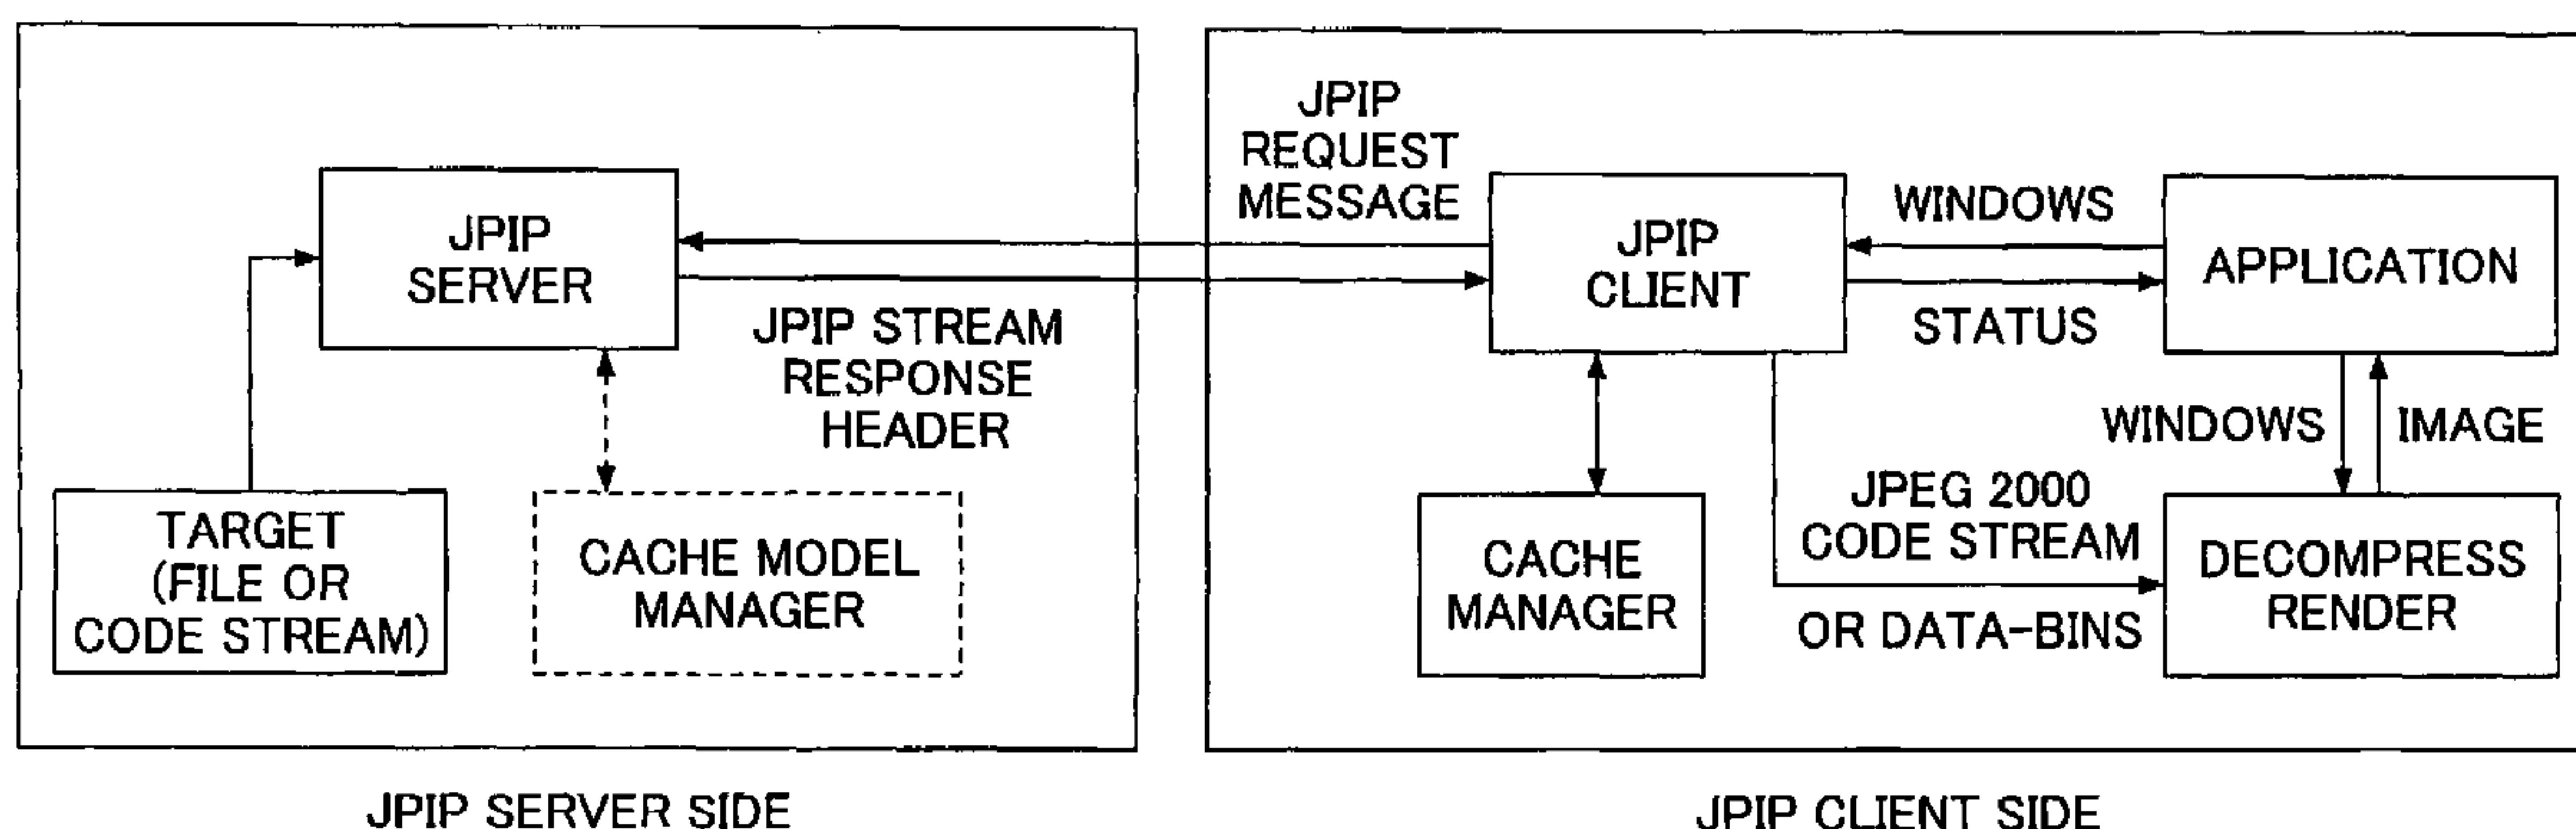 JPIP
SERVER
TARGET
(FILE OR
CODE STREAM)
CACHE MODEL
MANAGER
JPIP STREAM
RESPONSE
HEADER
JPIP
REQUEST
MESSAGE
JPIP
CLIENT
WINDOWS
STATUS
APPLICATION
WINDOWS
IMAGE
CACHE
MANAGER
JPEG 2000
CODE STREAM
OR DATA-BINS
DECOMPRESS
RENDER
JPIP SERVER SIDE
JPIP CLIENT SIDE